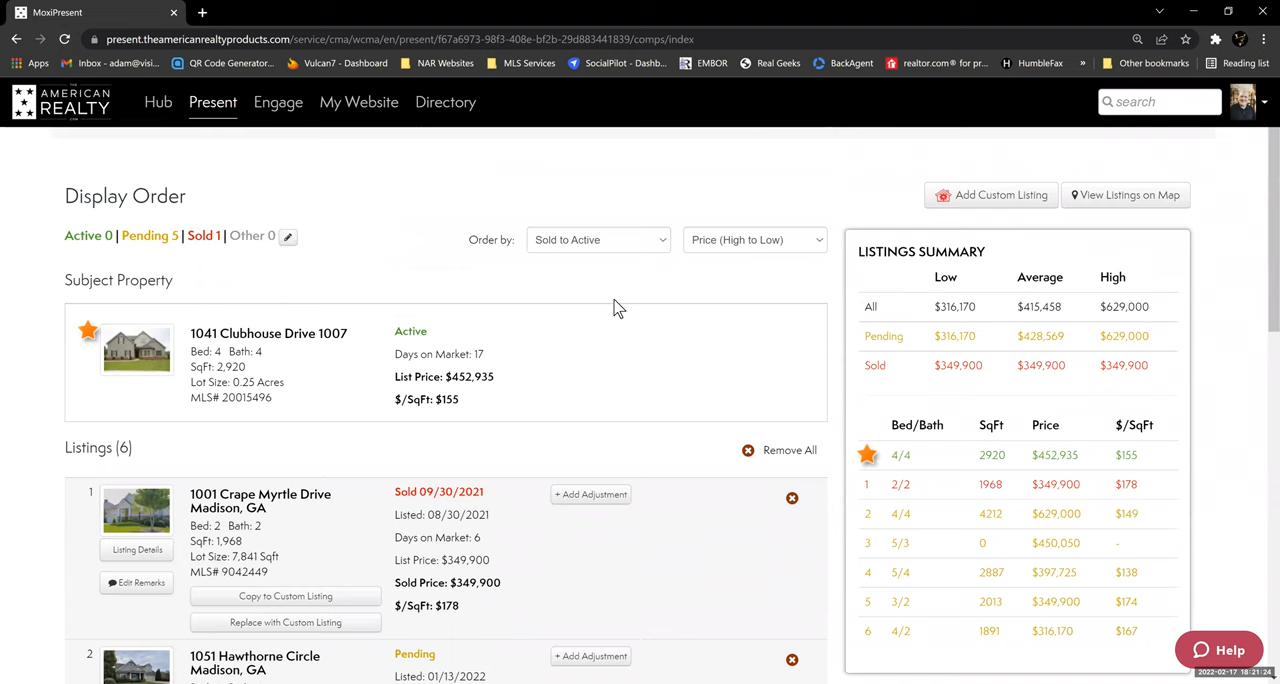 MoxiPresent
present.theamericanrealtyproducts.com/service/cma/wcma/en/present/f67a6973-98f3-408e-bf2b-29d883441839/comps/index
Apps
Inbox - adam@visi...
QR Code Generator...
Vulcan7 - Dashboard
NAR Websites
MLS Services
SocialPilot - Dashb...
EMBOR
Real Geeks
BackAgent
realtor.com® for pr...
HumbleFax
»
Other bookmarks
Reading list
THE
AMERICAN
REALTY
.COM
Hub
Present
Engage
My Website
Directory
search
Display Order
Add Custom Listing
View Listings on Map
Active 0 | Pending 5 | Sold 1 | Other 0
Order by:
Sold to Active
Price (High to Low)
Subject Property
1041 Clubhouse Drive 1007
Bed: 4 Bath: 4
SqFt: 2,920
Lot Size: 0.25 Acres
MLS# 20015496
Active
Days on Market: 17
List Price: $452,935
$/SqFt: $155
Listings (6)
Remove All
1
1001 Crape Myrtle Drive
Madison, GA
Bed: 2 Bath: 2
SqFt: 1,968
Lot Size: 7,841 Sqft
MLS# 9042449
Listing Details
Edit Remarks
Copy to Custom Listing
Replace with Custom Listing
Sold 09/30/2021
Listed: 08/30/2021
Days on Market: 6
List Price: $349,900
Sold Price: $349,900
$/SqFt: $178
+ Add Adjustment
2
1051 Hawthorne Circle
Madison, GA
Pending
Listed: 01/13/2022
+ Add Adjustment
LISTINGS SUMMARY
Low Average High
All $316,170 $415,458 $629,000
Pending $316,170 $428,569 $629,000
Sold $349,900 $349,900 $349,900
Bed/Bath SqFt Price $/SqFt
4/4 2920 $452,935 $155
1 2/2 1968 $349,900 $178
2 4/4 4212 $629,000 $149
3 5/3 0 $450,050 -
4 5/4 2887 $397,725 $138
5 3/2 2013 $349,900 $174
6 4/2 1891 $316,170 $167
Help
2022-02-17 18:21:24